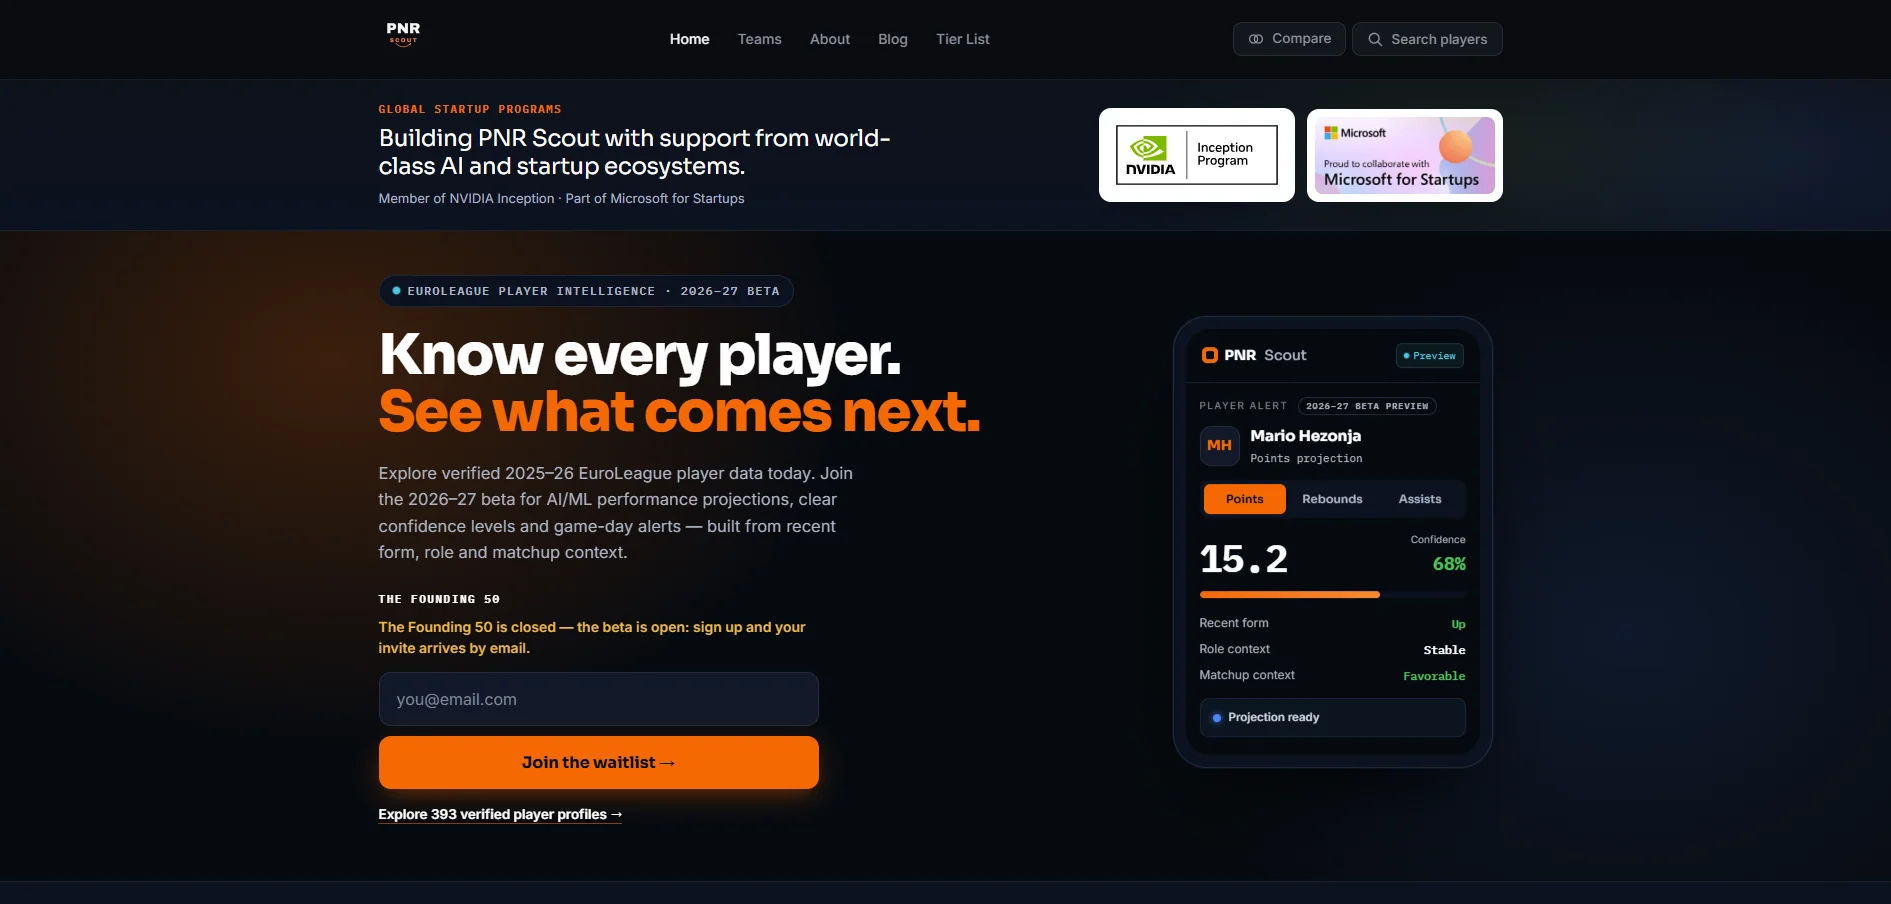 PNR
SCOUT
Home
Teams
About
Blog
Tier List
Compare
Search players
GLOBAL STARTUP PROGRAMS
Building PNR Scout with support from world-
class AI and startup ecosystems.
Member of NVIDIA Inception · Part of Microsoft for Startups
NVIDIA
Inception
Program
Microsoft
Proud to collaborate with
Microsoft for Startups
EUROLEAGUE PLAYER INTELLIGENCE · 2026–27 BETA
Know every player.
See what comes next.
Explore verified 2025–26 EuroLeague player data today. Join
the 2026–27 beta for AI/ML performance projections, clear
confidence levels and game-day alerts — built from recent
form, role and matchup context.
THE FOUNDING 50
The Founding 50 is closed — the beta is open: sign up and your
invite arrives by email.
you@email.com
Join the waitlist →
Explore 393 verified player profiles →
PNR Scout
Preview
PLAYER ALERT
2026–27 BETA PREVIEW
MH
Mario Hezonja
Points projection
Points
Rebounds
Assists
15.2
Confidence
68%
Recent form
Up
Role context
Stable
Matchup context
Favorable
Projection ready